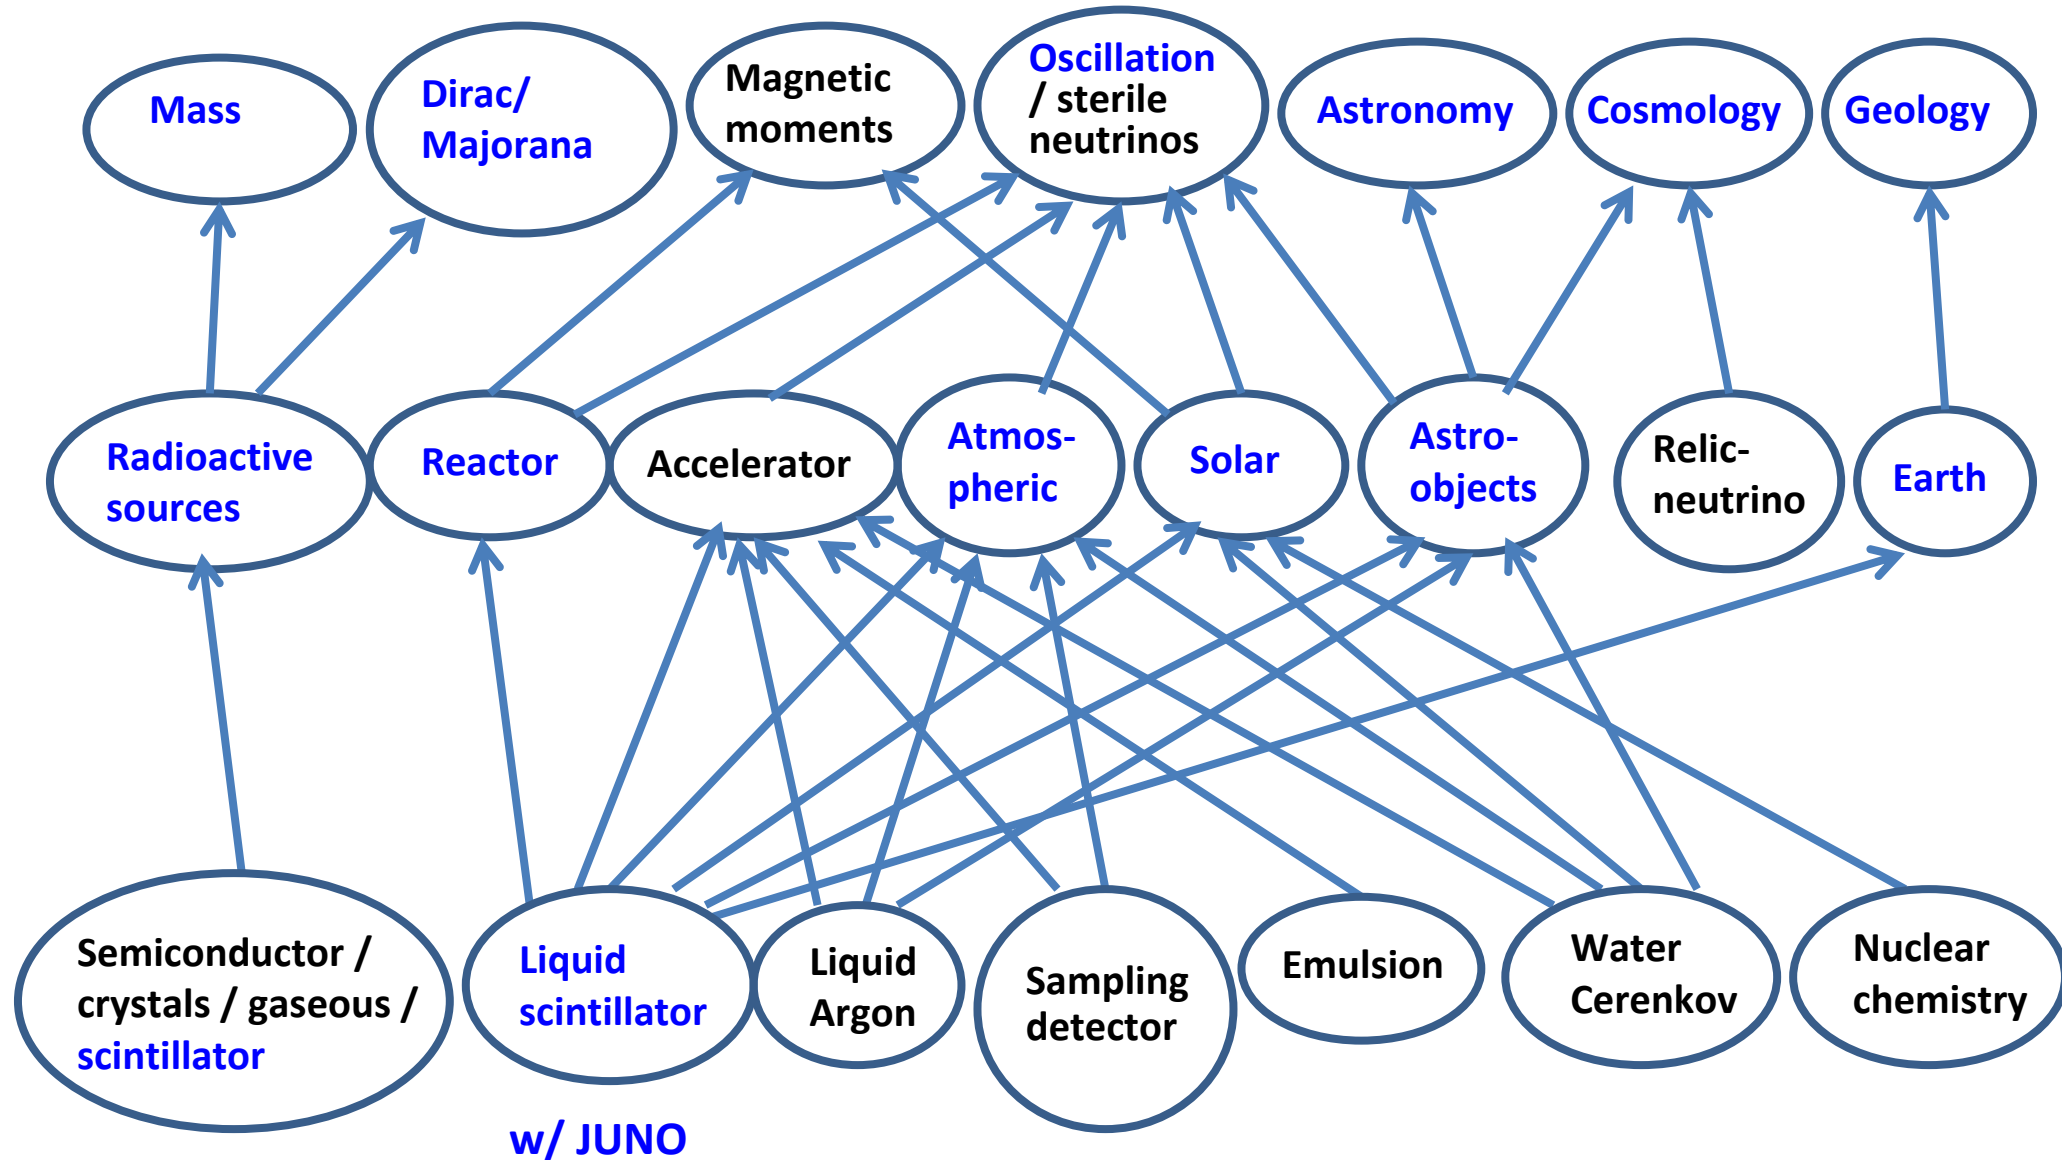 Mass
Dirac/
Majorana
Magnetic
moments
Oscillation
/ sterile
neutrinos
Astronomy
Cosmology
Geology
Radioactive
sources
Reactor
Accelerator
Atmos-
pheric
Solar
Astro-
objects
Relic-
neutrino
Earth
Semiconductor /
crystals / gaseous /
scintillator
Liquid
scintillator
Liquid
Argon
Sampling
detector
Emulsion
Water
Cerenkov
Nuclear
chemistry
w/ JUNO